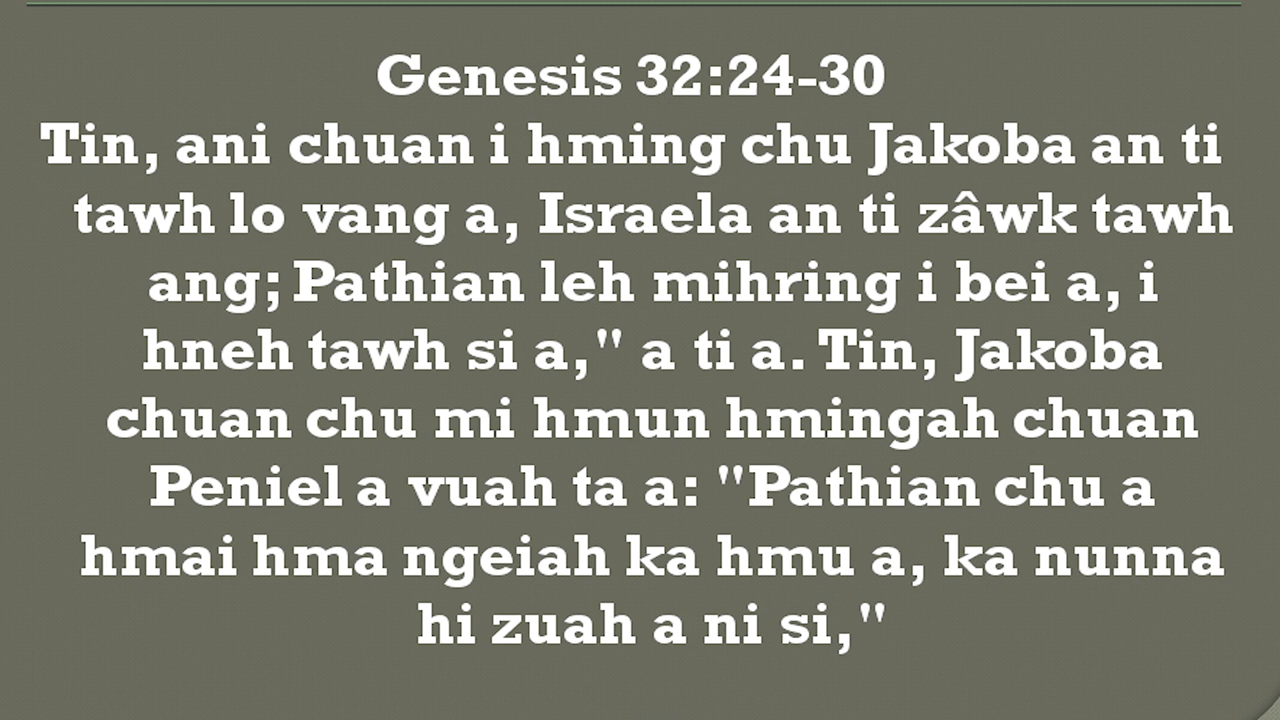 Genesis 32:24-30
Tin, ani chuan i hming chu Jakoba an ti
tawh lo vang a, Israela an ti zâwk tawh
ang; Pathian leh mihring i bei a, i
hneh tawh si a," a ti a. Tin, Jakoba
chuan chu mi hmun hmingah chuan
Peniel a vuah ta a: "Pathian chu a
hmai hma ngeiah ka hmu a, ka nunna
hi zuah a ni si,"